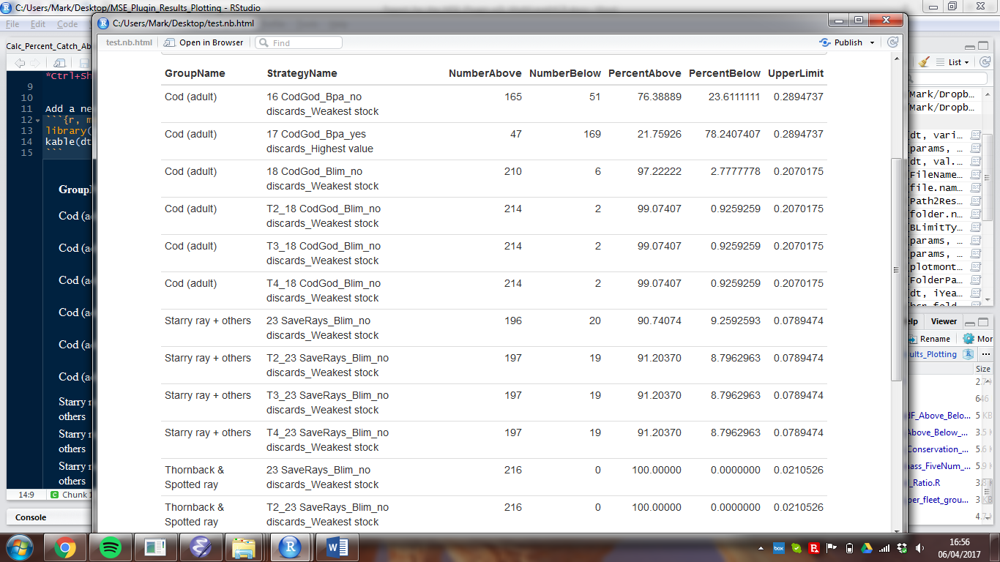 C:/Users/Mark/Desktop/MSE_Plugin_Results_Plotting - RStudio
File Edit Code
Calc_Percent_Catch_Ab
*Ctrl+Sh
9
10
11 Add a ne
12 ```{r, m
13 library(
14 kable(dt
15 ```
Cod (a
Cod (a
Cod (a
Cod (a
Cod (a
Cod (a
Starry r
others
Starry r
others
Starry r
others
14:9 C Chunk 1
Console
C:/Users/Mark/Desktop/test.nb.html
test.nb.html Open in Browser Find Publish
GroupName StrategyName NumberAbove NumberBelow PercentAbove PercentBelow UpperLimit
Cod (adult) 16 CodGod_Bpa_no 165 51 76.38889 23.6111111 0.2894737
discards_Weakest stock
Cod (adult) 17 CodGod_Bpa_yes 47 169 21.75926 78.2407407 0.2894737
discards_Highest value
Cod (adult) 18 CodGod_Blim_no 210 6 97.22222 2.7777778 0.2070175
discards_Weakest stock
Cod (adult) T2_18 CodGod_Blim_no 214 2 99.07407 0.9259259 0.2070175
discards_Weakest stock
Cod (adult) T3_18 CodGod_Blim_no 214 2 99.07407 0.9259259 0.2070175
discards_Weakest stock
Cod (adult) T4_18 CodGod_Blim_no 214 2 99.07407 0.9259259 0.2070175
discards_Weakest stock
Starry ray + others 23 SaveRays_Blim_no 196 20 90.74074 9.2592593 0.0789474
discards_Weakest stock
Starry ray + others T2_23 SaveRays_Blim_no 197 19 91.20370 8.7962963 0.0789474
discards_Weakest stock
Starry ray + others T3_23 SaveRays_Blim_no 197 19 91.20370 8.7962963 0.0789474
discards_Weakest stock
Starry ray + others T4_23 SaveRays_Blim_no 197 19 91.20370 8.7962963 0.0789474
discards_Weakest stock
Thornback & 23 SaveRays_Blim_no 216 0 100.00000 0.0000000 0.0210526
Spotted ray discards_Weakest stock
Thornback & T2_23 SaveRays_Blim_no 216 0 100.00000 0.0000000 0.0210526
Spotted ray discards_Weakest stock
List
Mark/Dropb...
Mark/Dropb...
dt, vari...
params, ...
dt, val...
FileName...
file.nam...
Path2Res...
folder.n...
BLimitTy...
params, ...
params, ...
plotmont...
FolderPa...
dt, iYea...
elp Viewer
Rename Mor
ults_Plotting
Size
646
dF_Above_Belo... 5 KB
Above_Below_... 3.5 K
Conservation_... 5.6 K
ass_FiveNum_... 5.9 K
_Ratio.R 3.8 K
per_fleet_grou... 3 KB
4.7
16:56
06/04/2017